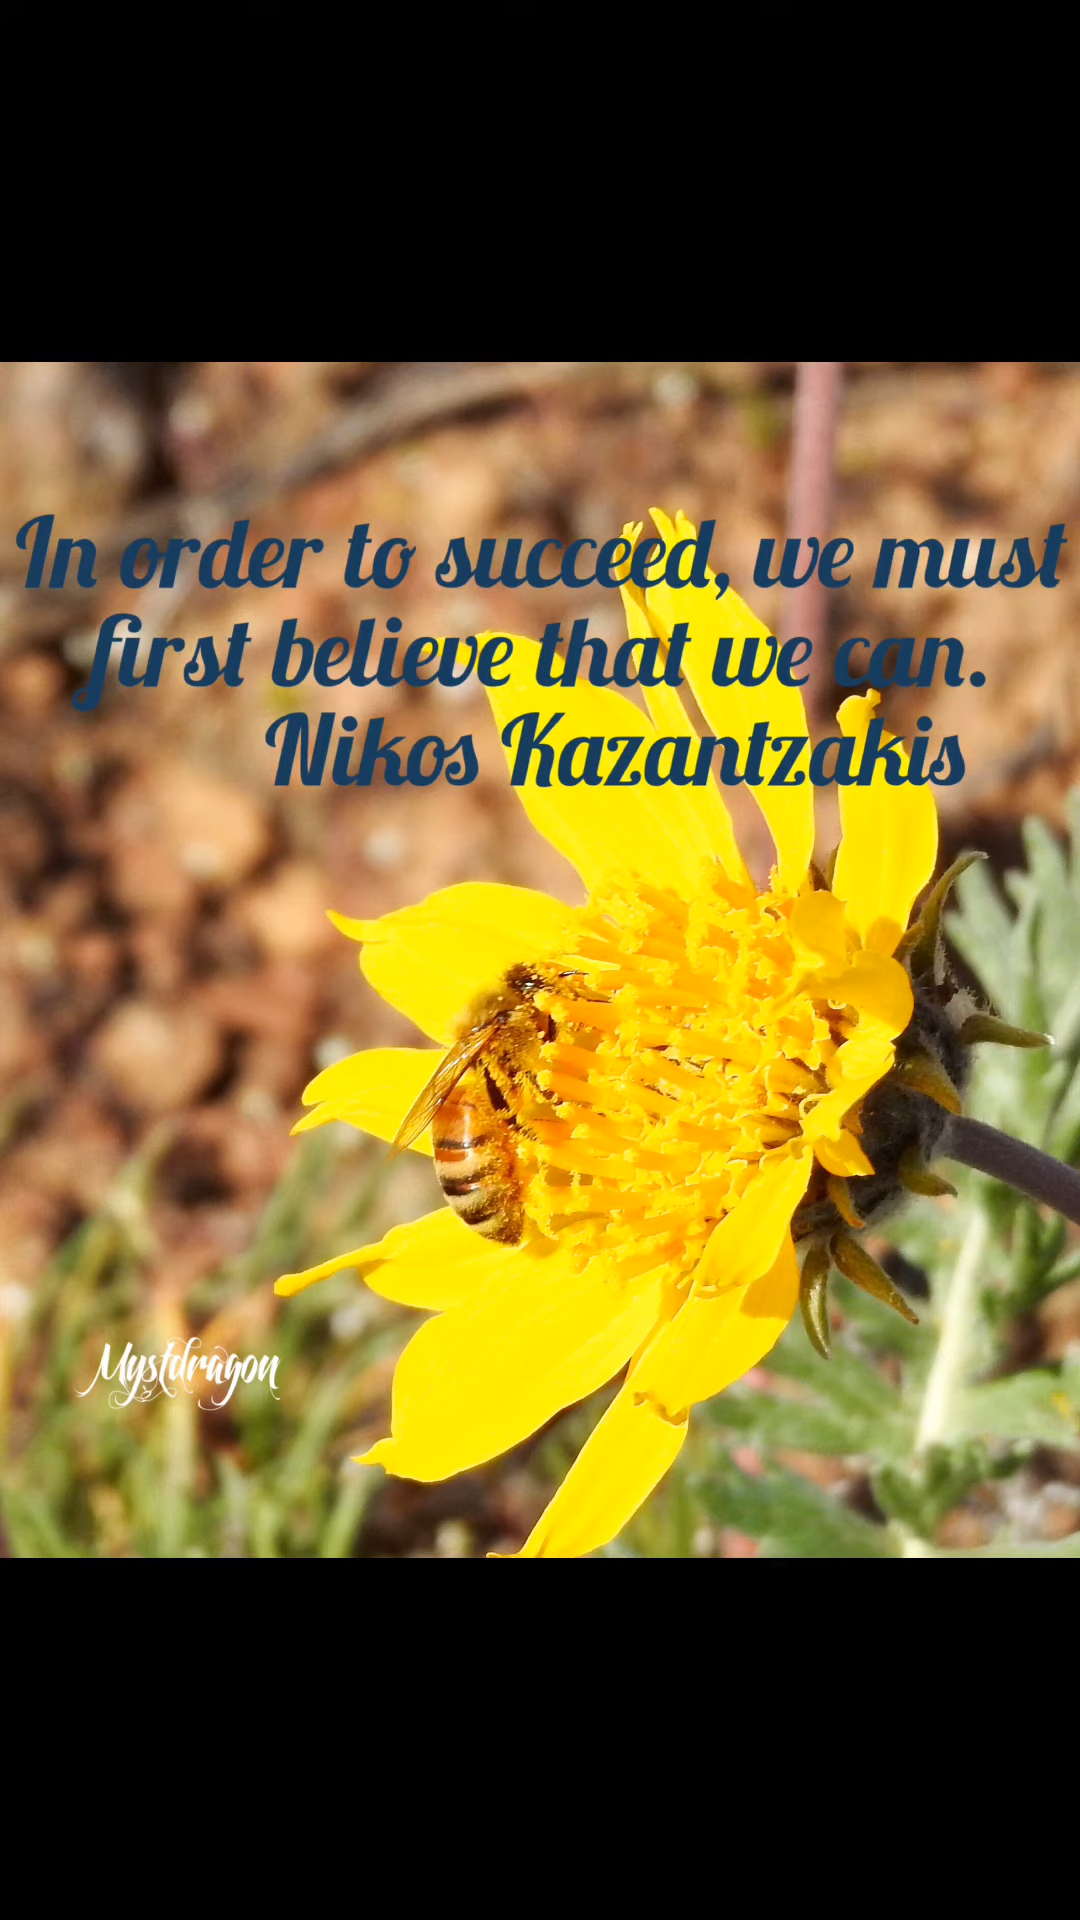 In order to succeed, we must
first believe that we can.
Nikos Kazantzakis
Mystdragon